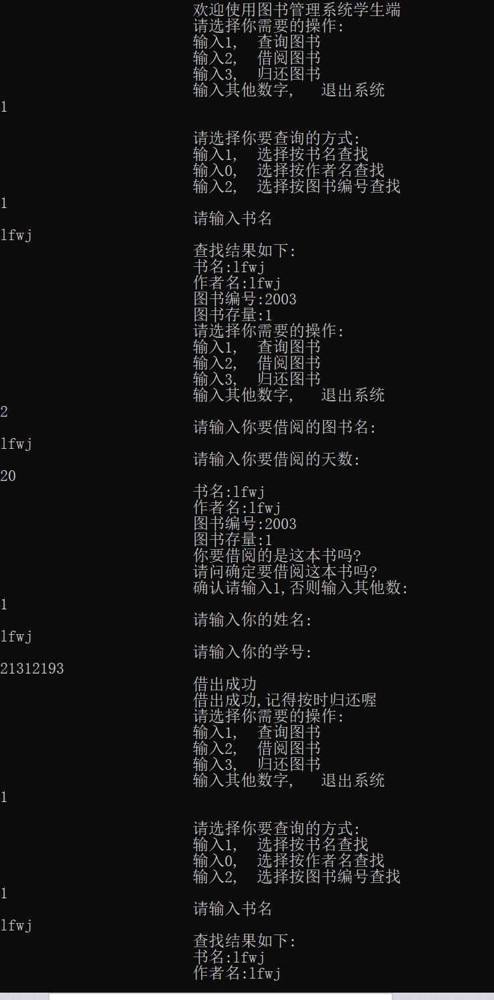 欢迎使用图书管理系统学生端
请选择你需要的操作:
输入1,  查询图书
输入2,  借阅图书
输入3,  归还图书
输入其他数字,   退出系统
1
请选择你要查询的方式:
输入1,  选择按书名查找
输入0,  选择按作者名查找
输入2,  选择按图书编号查找
1
请输入书名
lfwj
查找结果如下:
书名:lfwj
作者名:lfwj
图书编号:2003
图书存量:1
请选择你需要的操作:
输入1,  查询图书
输入2,  借阅图书
输入3,  归还图书
输入其他数字,   退出系统
2
请输入你要借阅的图书名:
lfwj
请输入你要借阅的天数:
20
书名:lfwj
作者名:lfwj
图书编号:2003
图书存量:1
你要借阅的是这本书吗?
请问确定要借阅这本书吗?
确认请输入1,否则输入其他数:
1
请输入你的姓名:
lfwj
请输入你的学号:
21312193
借出成功
借出成功,记得按时归还喔
请选择你需要的操作:
输入1,  查询图书
输入2,  借阅图书
输入3,  归还图书
输入其他数字,   退出系统
1
请选择你要查询的方式:
输入1,  选择按书名查找
输入0,  选择按作者名查找
输入2,  选择按图书编号查找
1
请输入书名
lfwj
查找结果如下:
书名:lfwj
作者名:lfwj